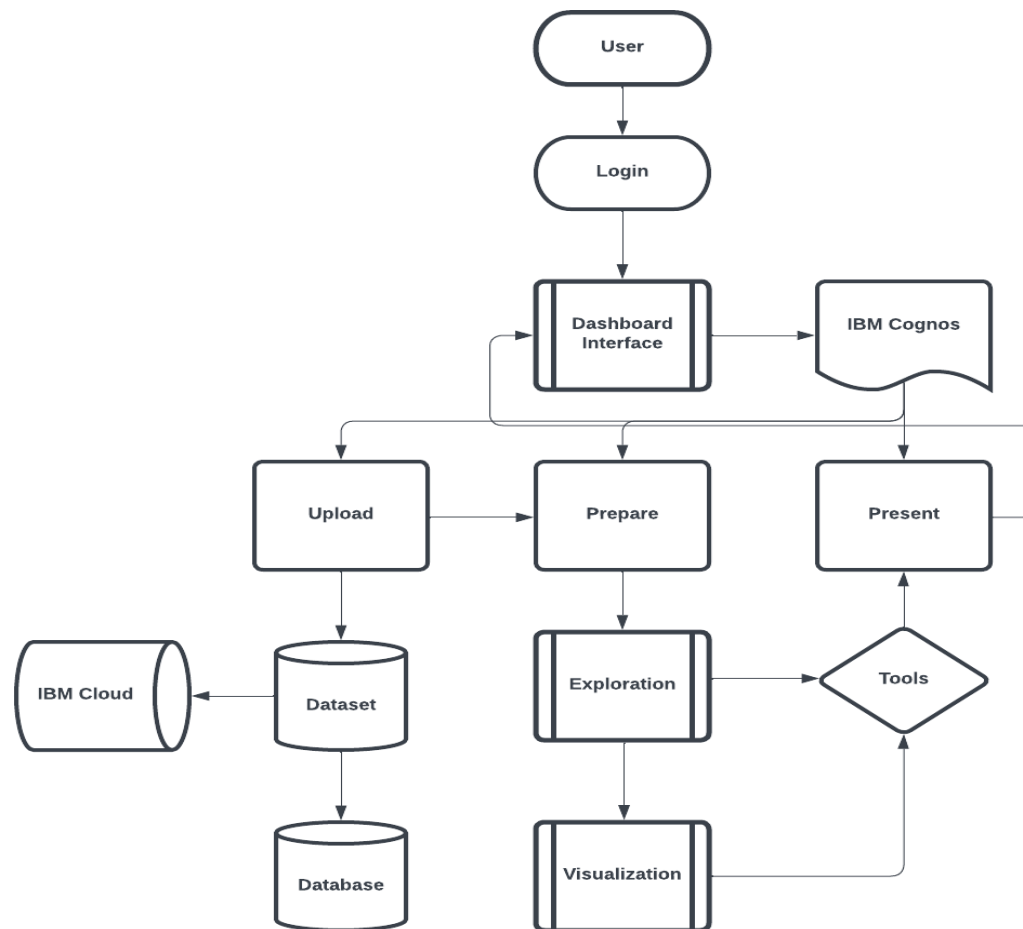 User
Login
Dashboard
Interface
IBM Cognos
Upload
Prepare
Present
IBM Cloud
Dataset
Exploration
Tools
Database
Visualization